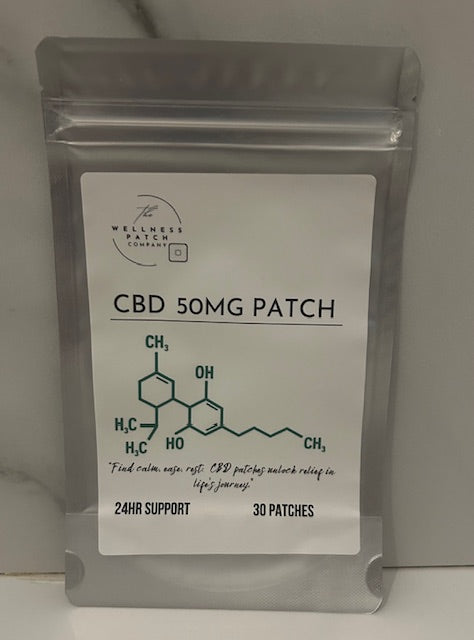 The
WELLNESS
PATCH
COMPANY
CBD 50MG PATCH
CH₃
OH
H₃C
H₃C
HO
CH₃
"Find calm, ease, rest: CBD patches unlock relief in
life's journey."
24HR SUPPORT
30 PATCHES